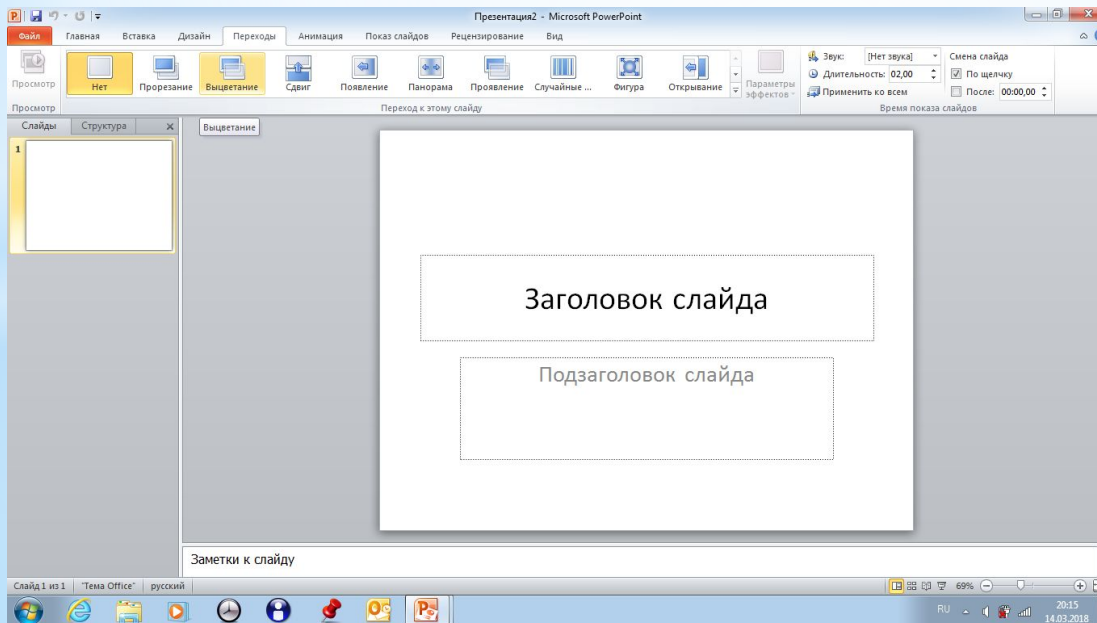 Презентация2 - Microsoft PowerPoint
Файл Главная Вставка Дизайн Переходы Анимация Показ слайдов Рецензирование Вид
Просмотр
Нет Прорезание Выцветание Сдвиг Появление Панорама Проявление Случайные ... Фигура Открывание
Параметры эффектов
Звук: [Нет звука]
Длительность: 02,00
Применить ко всем
Смена слайда
По щелчку
После: 00:00,00
Просмотр Переход к этому слайду Время показа слайдов
Слайды Структура
Выцветание
1
Заголовок слайда
Подзаголовок слайда
Заметки к слайду
Слайд 1 из 1 "Тема Office" русский 69%
RU 20:15
14.03.2018